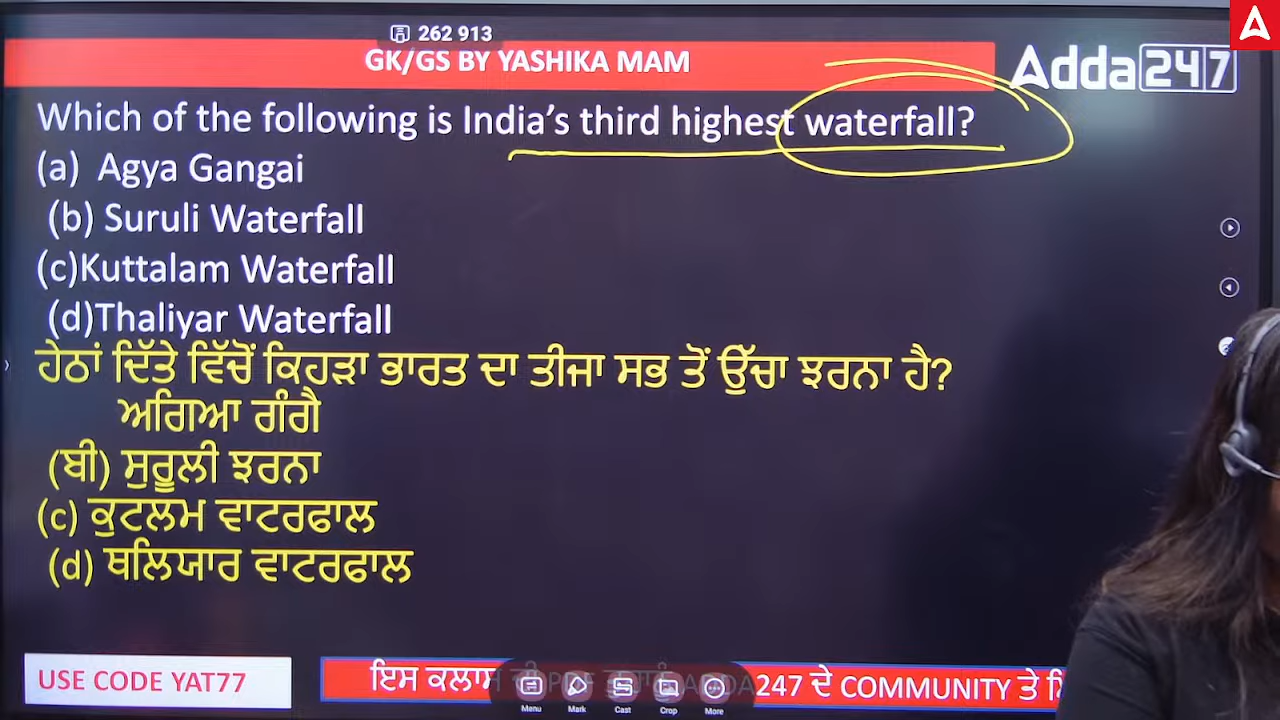 262 913
GK/GS BY YASHIKA MAM
Adda247
Which of the following is India's third highest waterfall?
(a) Agya Gangai
(b) Suruli Waterfall
(c)Kuttalam Waterfall
(d)Thaliyar Waterfall
ਹੇਠਾਂ ਦਿੱਤੇ ਵਿੱਚੋਂ ਕਿਹੜਾ ਭਾਰਤ ਦਾ ਤੀਜਾ ਸਭ ਤੋਂ ਉੱਚਾ ਝਰਨਾ ਹੈ?
ਅਗਿਆ ਗੰਗੈ
(ਬੀ) ਸੁਰੂਲੀ ਝਰਨਾ
(c) ਕੁਟਲਮ ਵਾਟਰਫਾਲ
(d) ਥਲਿਯਾਰ ਵਾਟਰਫਾਲ
USE CODE YAT77
ਇਸ ਕਲਾਸ ADDA 247 ਦੇ COMMUNITY ਤੇ
Menu Mark Cast Crop More